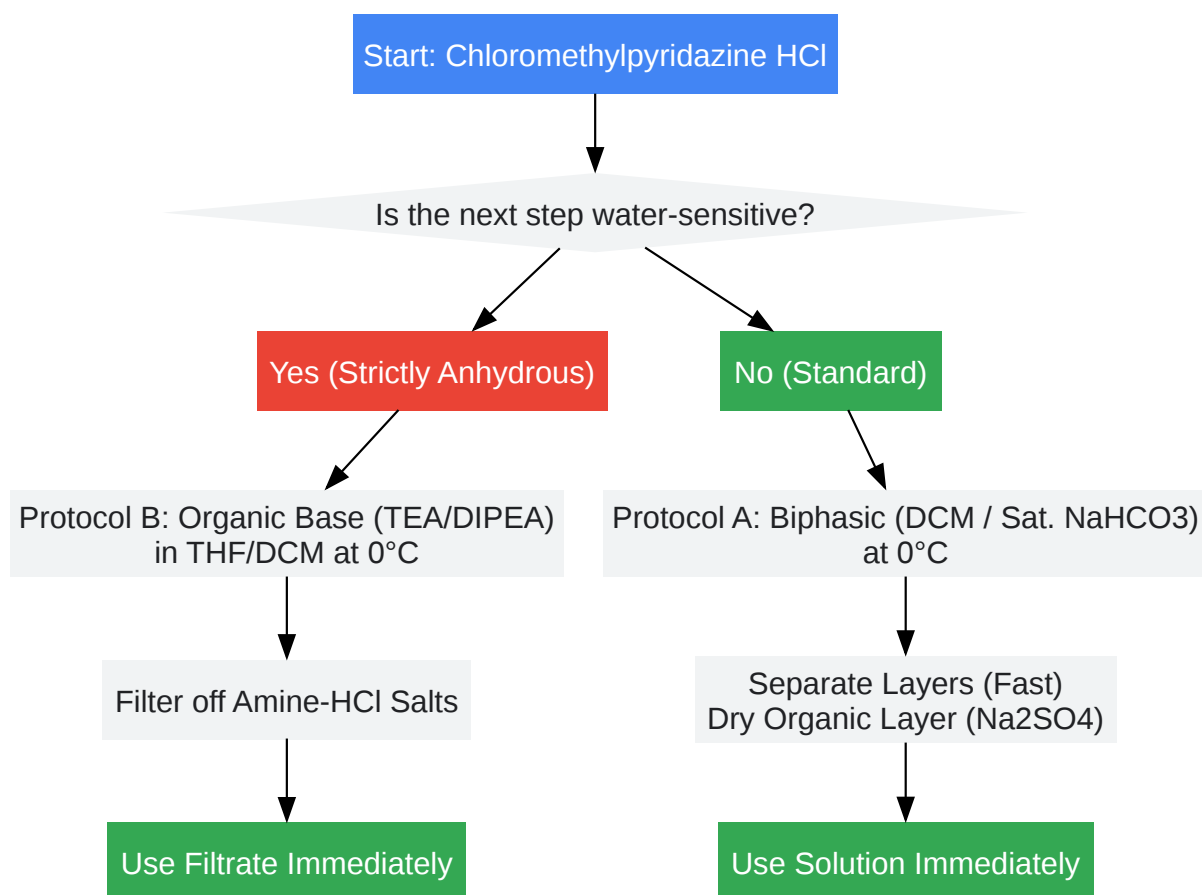 Start: Chloromethylpyridazine HCl
Is the next step water-sensitive?
Yes (Strictly Anhydrous)
No (Standard)
Protocol B: Organic Base (TEA/DIPEA)
in THF/DCM at 0°C
Protocol A: Biphasic (DCM / Sat. NaHCO3)
at 0°C
Filter off Amine-HCl Salts
Separate Layers (Fast)
Dry Organic Layer (Na2SO4)
Use Filtrate Immediately
Use Solution Immediately